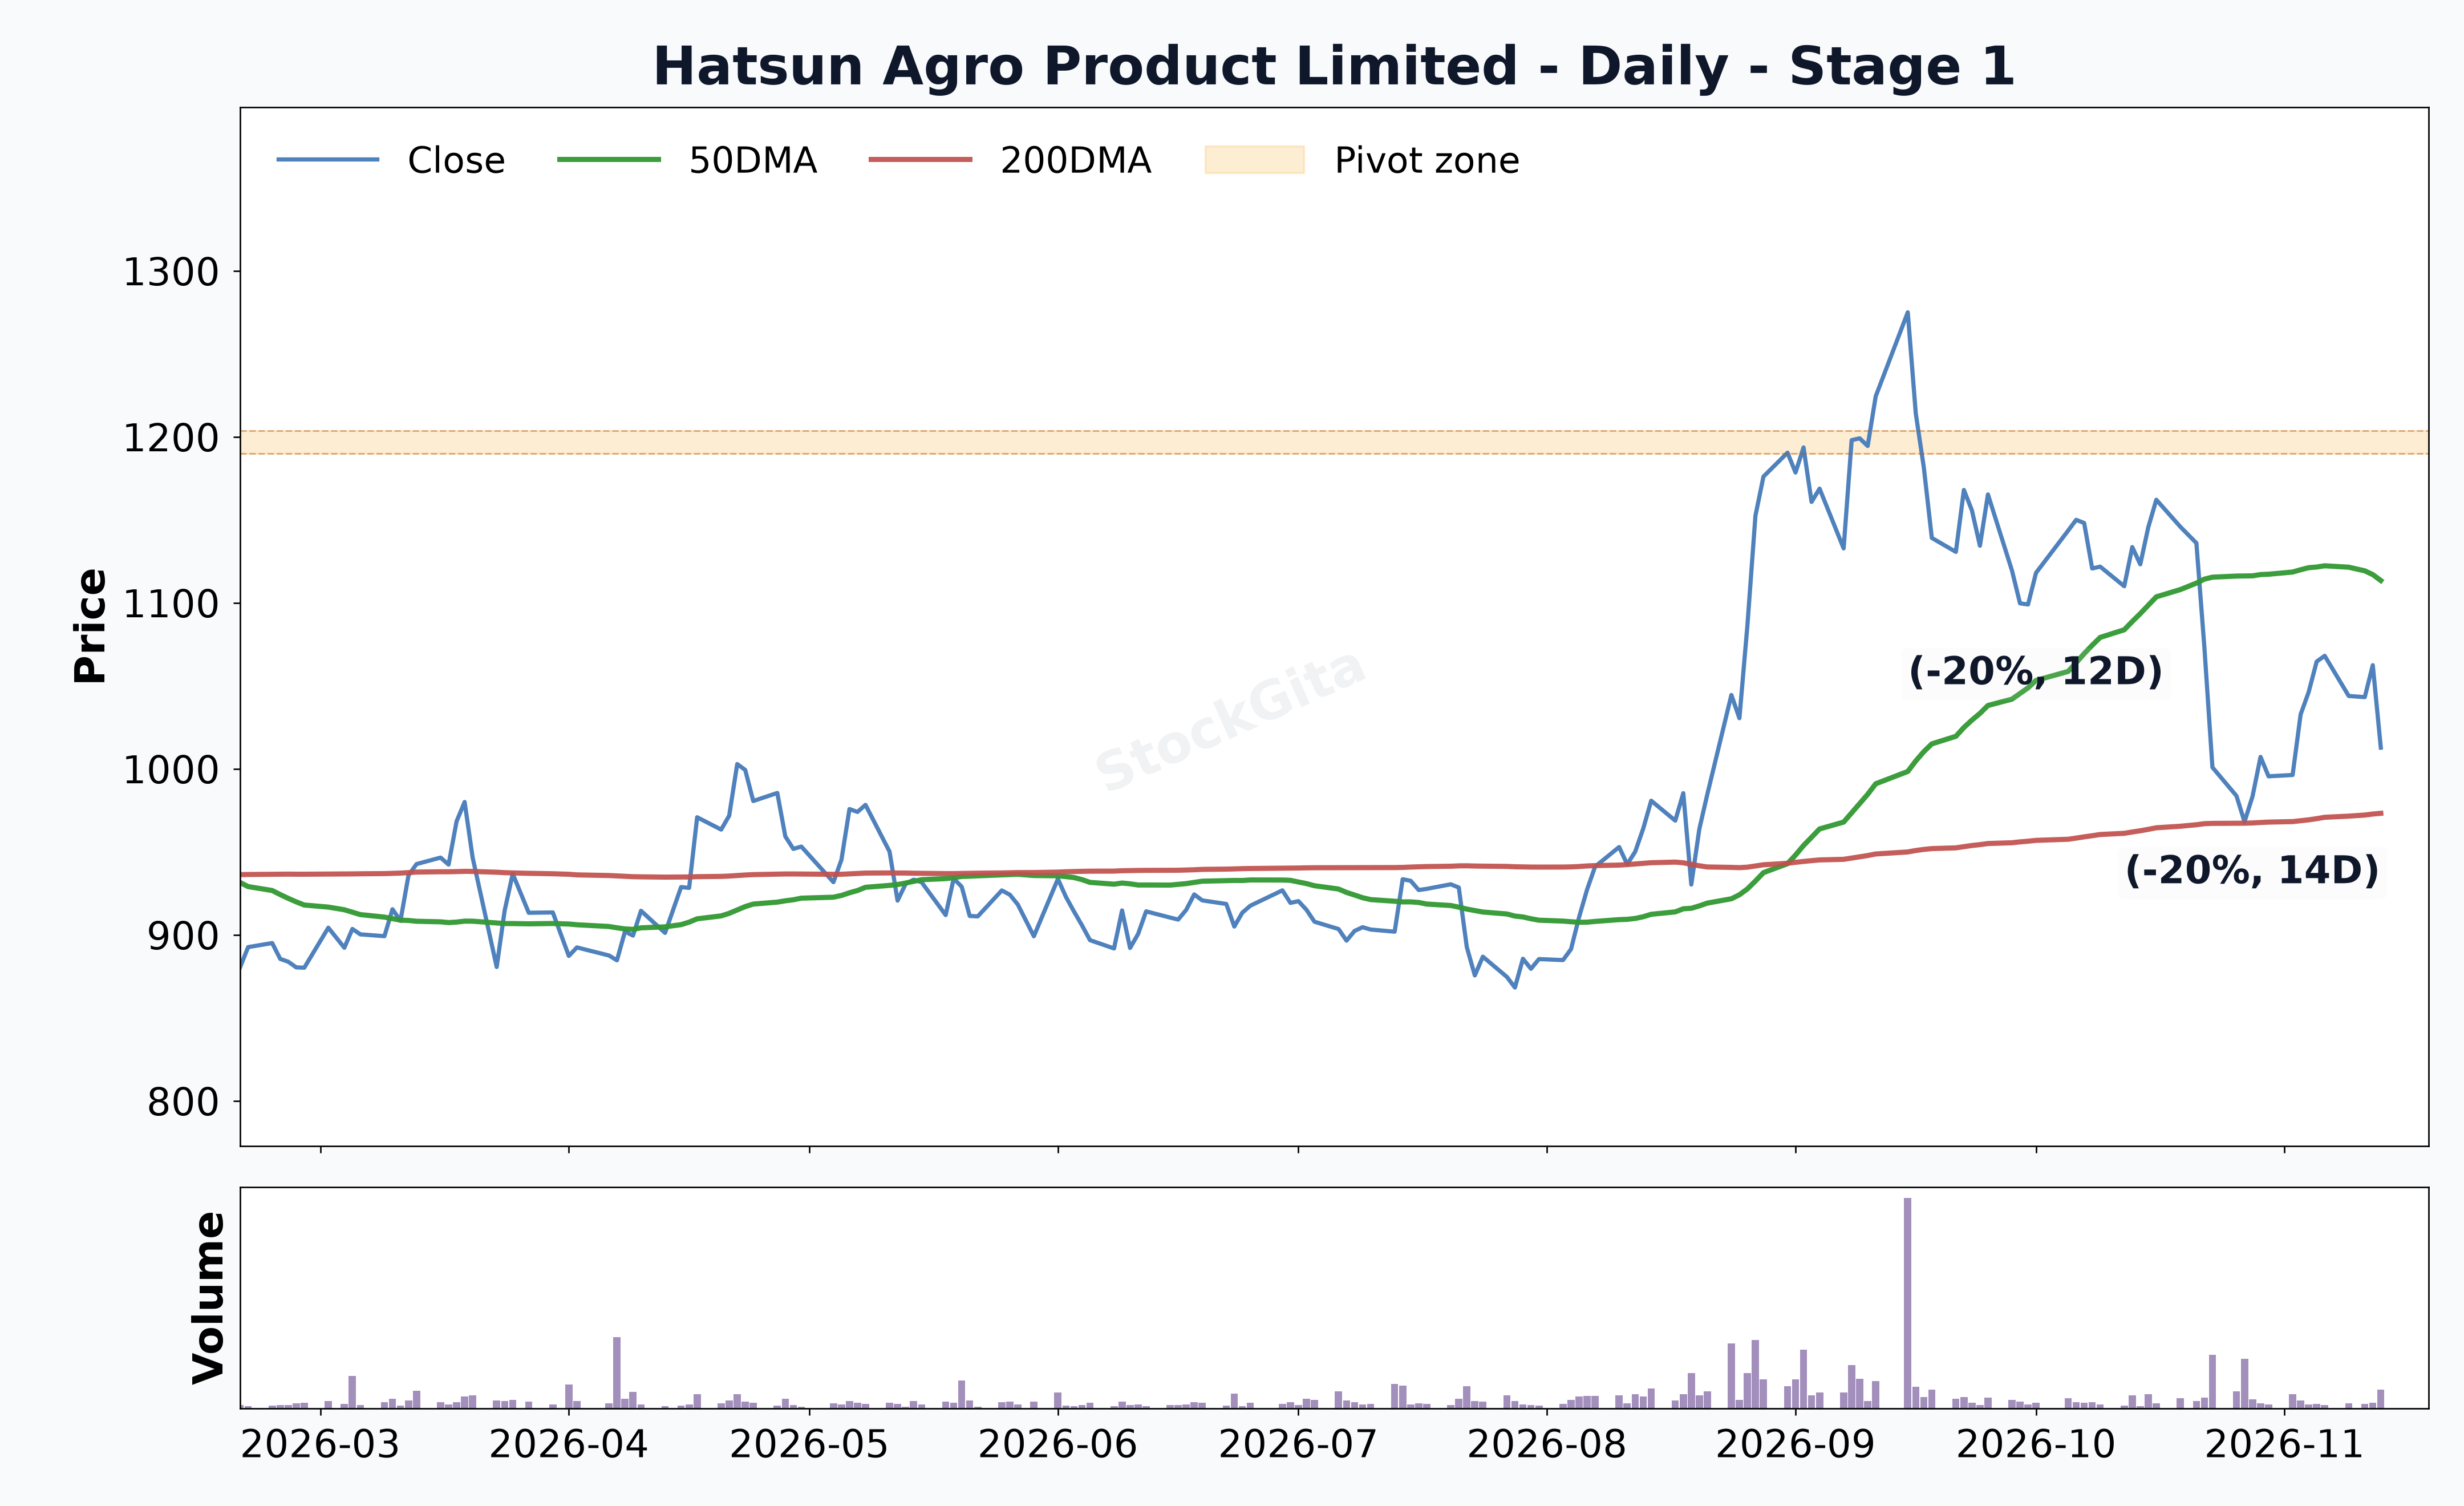 Hatsun Agro Product Limited - Daily - Stage 1
Close 50DMA 200DMA Pivot zone
Price
1300
1200
1100
1000
900
800
(-20%, 12D)
(-20%, 14D)
StockGita
Volume
2026-03 2026-04 2026-05 2026-06 2026-07 2026-08 2026-09 2026-10 2026-11